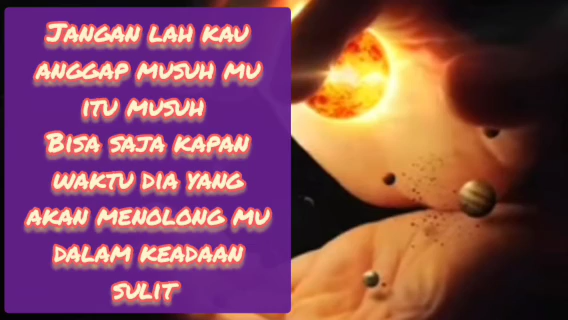 Jangan lah kau
anggap musuh mu
itu musuh
Bisa saja kapan
waktu dia yang
akan menolong mu
dalam keadaan
sulit